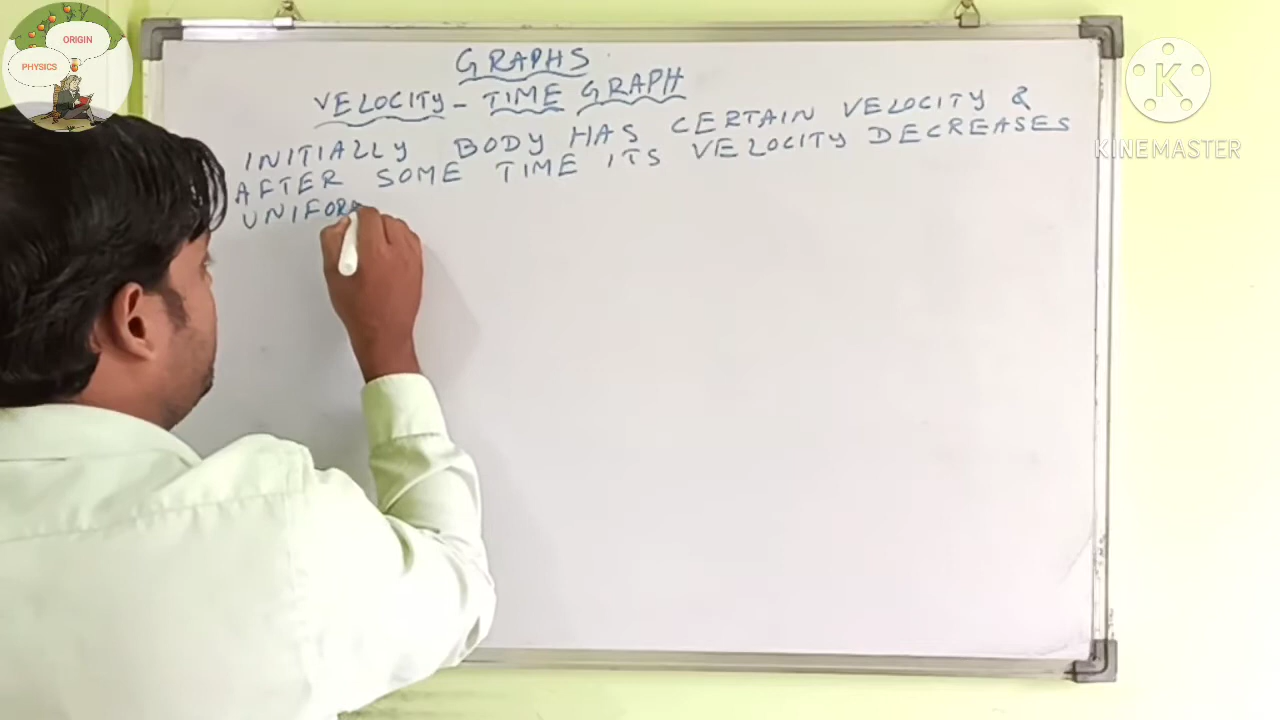 ORIGIN
PHYSICS
KINEMASTER
GRAPHS
VELOCITY - TIME GRAPH
INITIALLY BODY HAS CERTAIN VELOCITY &
AFTER SOME TIME ITS VELOCITY DECREASES
UNIFOR